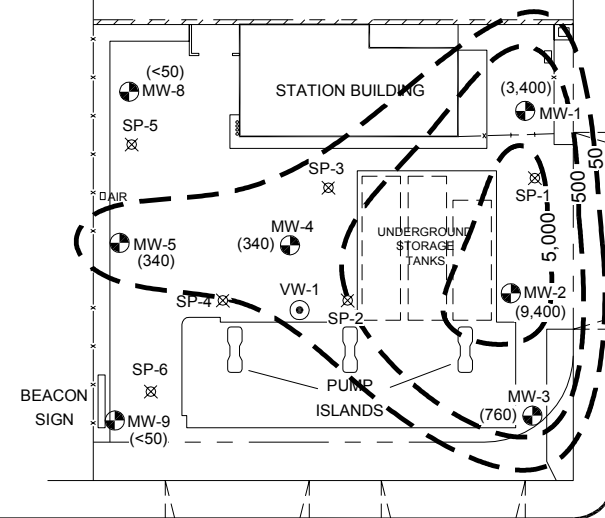 (<50)
MW-8
STATION BUILDING
(3,400)
MW-1
SP-5
SP-3
SP-1
50
500
5,000
AIR
MW-4
(340)
UNDERGROUND
STORAGE
TANKS
MW-5
(340)
VW-1
MW-2
(9,400)
SP-4
SP-2
SP-6
PUMP
ISLANDS
MW-3
(760)
BEACON
SIGN
MW-9
(<50)